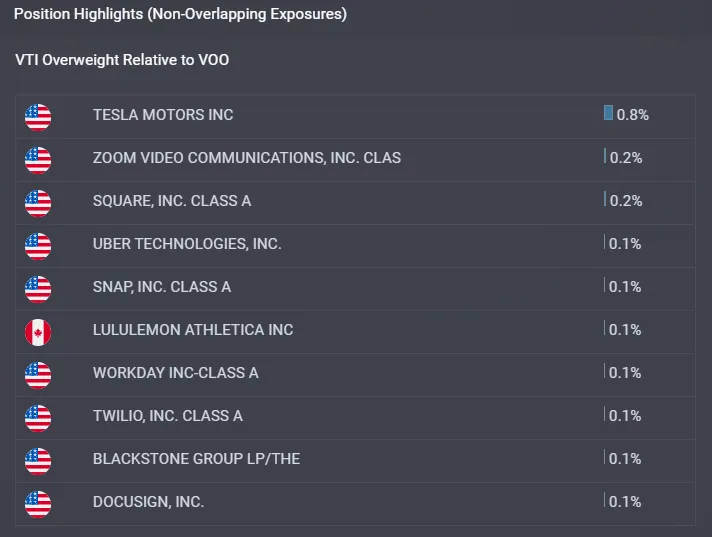 Position Highlights (Non-Overlapping Exposures)
VTI Overweight Relative to VOO
TESLA MOTORS INC 0.8%
ZOOM VIDEO COMMUNICATIONS, INC. CLAS 0.2%
SQUARE, INC. CLASS A 0.2%
UBER TECHNOLOGIES, INC. 0.1%
SNAP, INC. CLASS A 0.1%
LULULEMON ATHLETICA INC 0.1%
WORKDAY INC-CLASS A 0.1%
TWILIO, INC. CLASS A 0.1%
BLACKSTONE GROUP LP/THE 0.1%
DOCUSIGN, INC. 0.1%